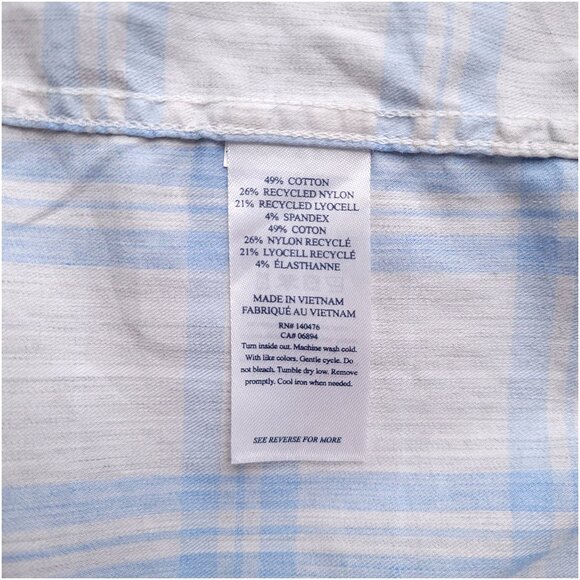 49% COTTON
26% RECYCLED NYLON
21% RECYCLED LYOCELL
4% SPANDEX
49% COTON
26% NYLON RECYCLÉ
21% LYOCELL RECYCLÉ
4% ÉLASTHANNE
MADE IN VIETNAM
FABRIQUÉ AU VIETNAM
RN# 140476
CA# 06894
Turn inside out. Machine wash cold.
With like colors. Gentle cycle. Do
not bleach. Tumble dry low. Remove
promptly. Cool iron when needed.
SEE REVERSE FOR MORE